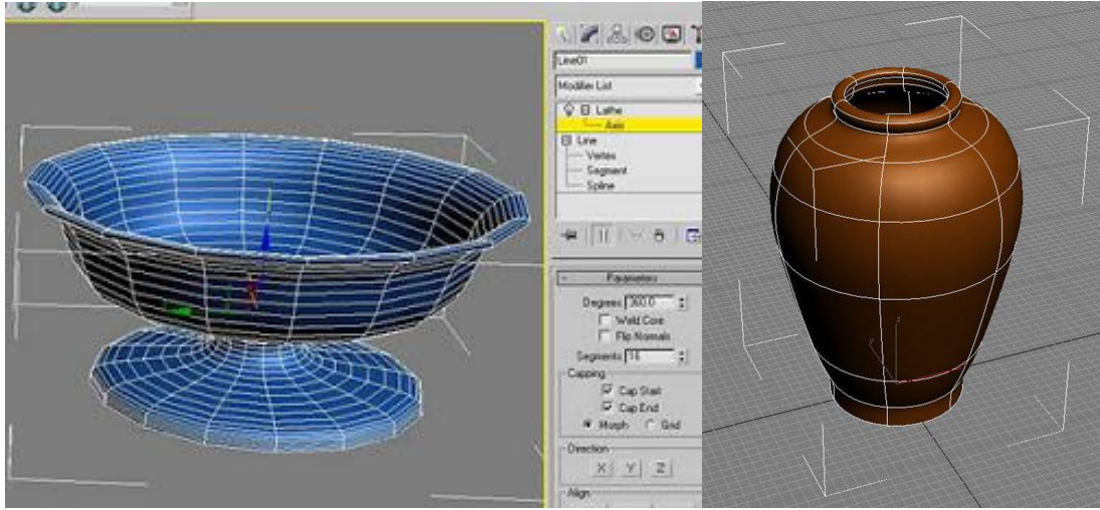 Line01
Modifier List
Lathe
Axis
Line
Vertex
Segment
Spline
Parameters
Degrees 360.0
Weld Core
Flip Normals
Segments 16
Capping
Cap Start
Cap End
Morph Grid
Direction
X Y Z
Align